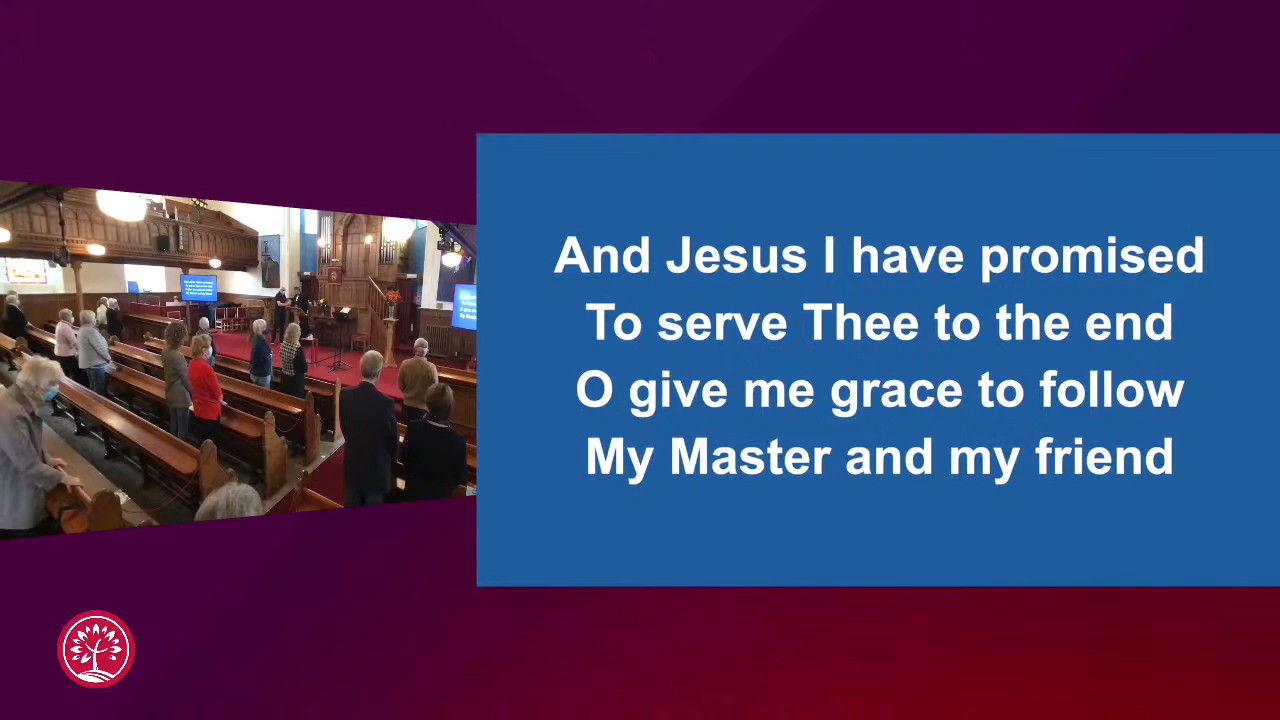 And Jesus I have promised
To serve Thee to the end
O give me grace to follow
My Master and my friend